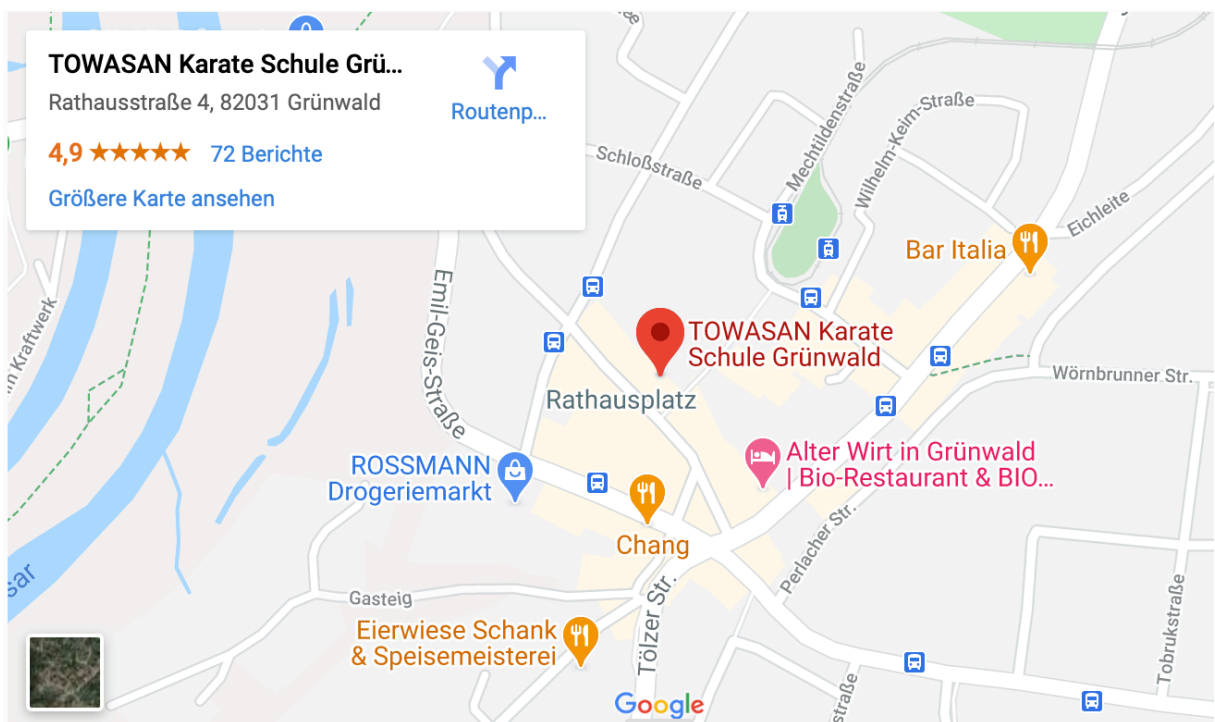 TOWASAN Karate Schule Grü...
Rathausstraße 4, 82031 Grünwald
Routenp...
4,9
72 Berichte
Größere Karte ansehen
Schloßstraße
Mechtildenstraße
Wilhelm-Keim-Straße
Eichleite
Bar Italia
Emil-Geis-Straße
TOWASAN Karate
Schule Grünwald
Rathausplatz
Wörnbrunner Str.
Kraftwerk
ROSSMANN
Drogeriemarkt
Alter Wirt in Grünwald
| Bio-Restaurant & BIO...
Chang
Perlacher Str.
Gasteig
Tölzer Str.
Eierwiese Schank
& Speisemeisterei
Tobrukstraße
sar
straße
Google